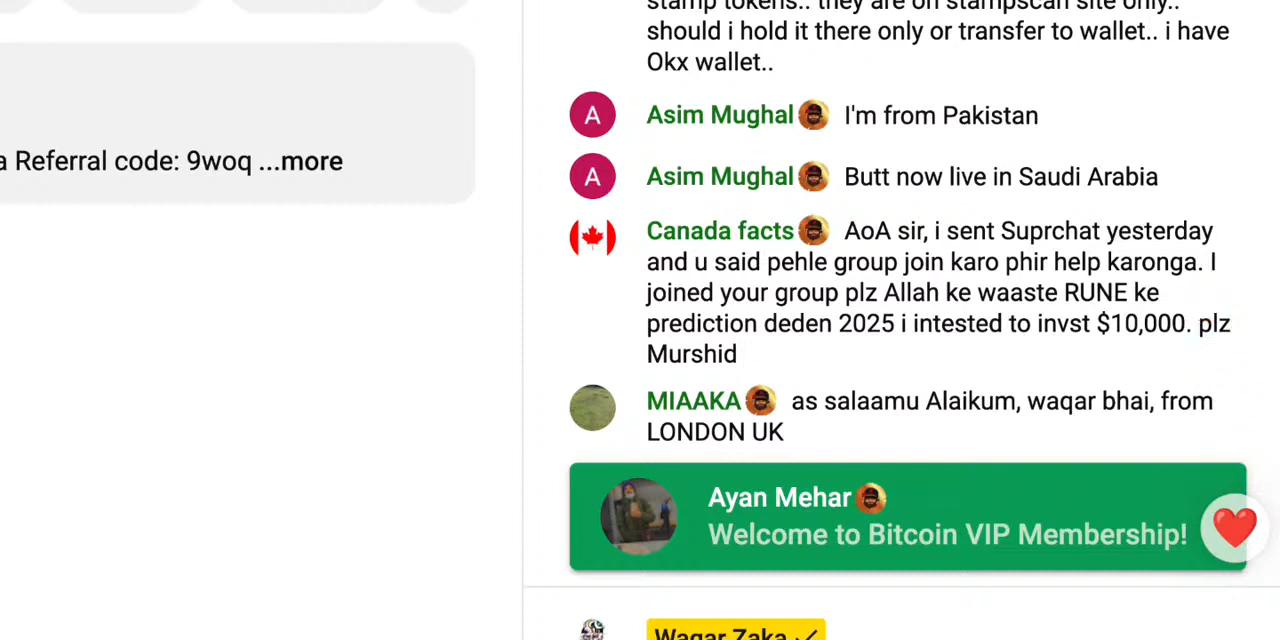 stamp tokens.. they are on stampscan site only..
should i hold it there only or transfer to wallet.. i have
Okx wallet..
A Asim Mughal I'm from Pakistan
a Referral code: 9woq ...more
A Asim Mughal Butt now live in Saudi Arabia
Canada facts AoA sir, i sent Suprchat yesterday
and u said pehle group join karo phir help karonga. I
joined your group plz Allah ke waaste RUNE ke
prediction deden 2025 i intested to invst $10,000. plz
Murshid
MIAAKA as salaamu Alaikum, waqar bhai, from
LONDON UK
Ayan Mehar
Welcome to Bitcoin VIP Membership!
Waqar Zaka